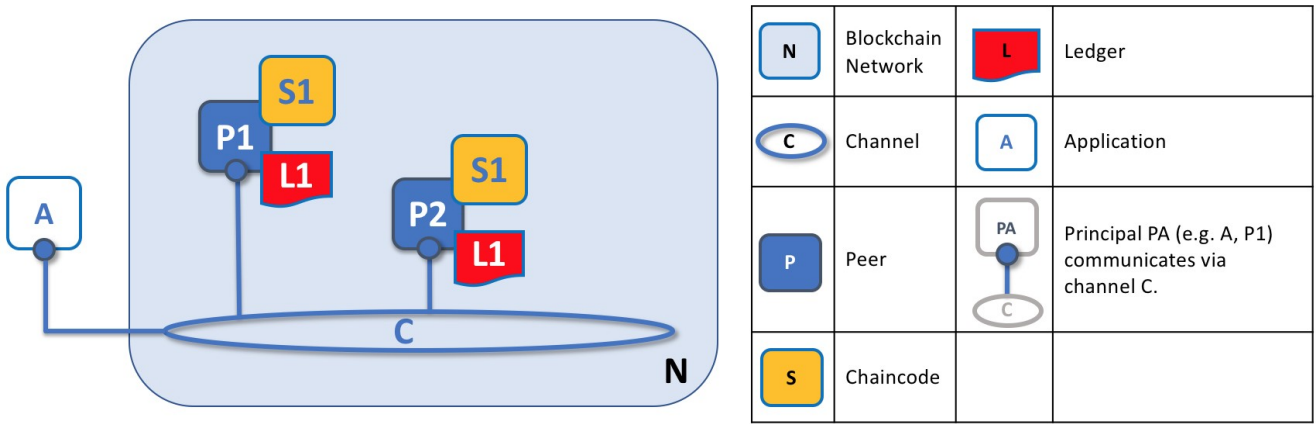 S1
P1
L1
S1
P2
L1
A
C
N
N
Blockchain
Network
L
Ledger
C
Channel
A
Application
P
Peer
PA
C
Principal PA (e.g. A, P1)
communicates via
channel C.
S
Chaincode